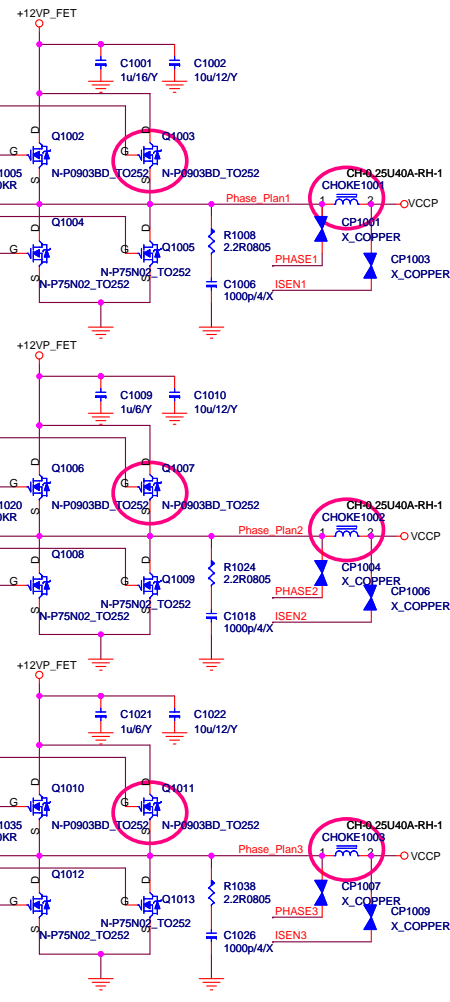 +12VP_FET
C1001
1u/16/Y
C1002
10u/12/Y
D
D
Q1002
Q1003
G
G
1005
0KR
N-P0903BD_TO252
N-P0903BD_TO252
S
S
CH-0.25U40A-RH-1
CHOKE1001
Phase_Plan1
1
2
VCCP
D
D
Q1004
Q1005
G
G
S
S
N-P75N02_TO252
N-P75N02_TO252
R1008
2.2R0805
CP1001
X_COPPER
PHASE1
CP1003
X_COPPER
C1006
1000p/4/X
ISEN1
+12VP_FET
C1009
1u/6/Y
C1010
10u/12/Y
D
D
Q1006
Q1007
G
G
1020
0KR
N-P0903BD_TO252
N-P0903BD_TO252
S
S
CH-0.25U40A-RH-1
CHOKE1002
Phase_Plan2
1
2
VCCP
D
D
Q1008
Q1009
G
G
S
S
N-P75N02_TO252
N-P75N02_TO252
R1024
2.2R0805
CP1004
X_COPPER
PHASE2
CP1006
X_COPPER
C1018
1000p/4/X
ISEN2
+12VP_FET
C1021
1u/6/Y
C1022
10u/12/Y
D
D
Q1010
Q1011
G
G
1035
0KR
N-P0903BD_TO252
N-P0903BD_TO252
S
S
CH-0.25U40A-RH-1
CHOKE1003
Phase_Plan3
1
2
VCCP
D
D
Q1012
Q1013
G
G
S
S
N-P75N02_TO252
N-P75N02_TO252
R1038
2.2R0805
CP1007
X_COPPER
PHASE3
CP1009
X_COPPER
C1026
1000p/4/X
ISEN3